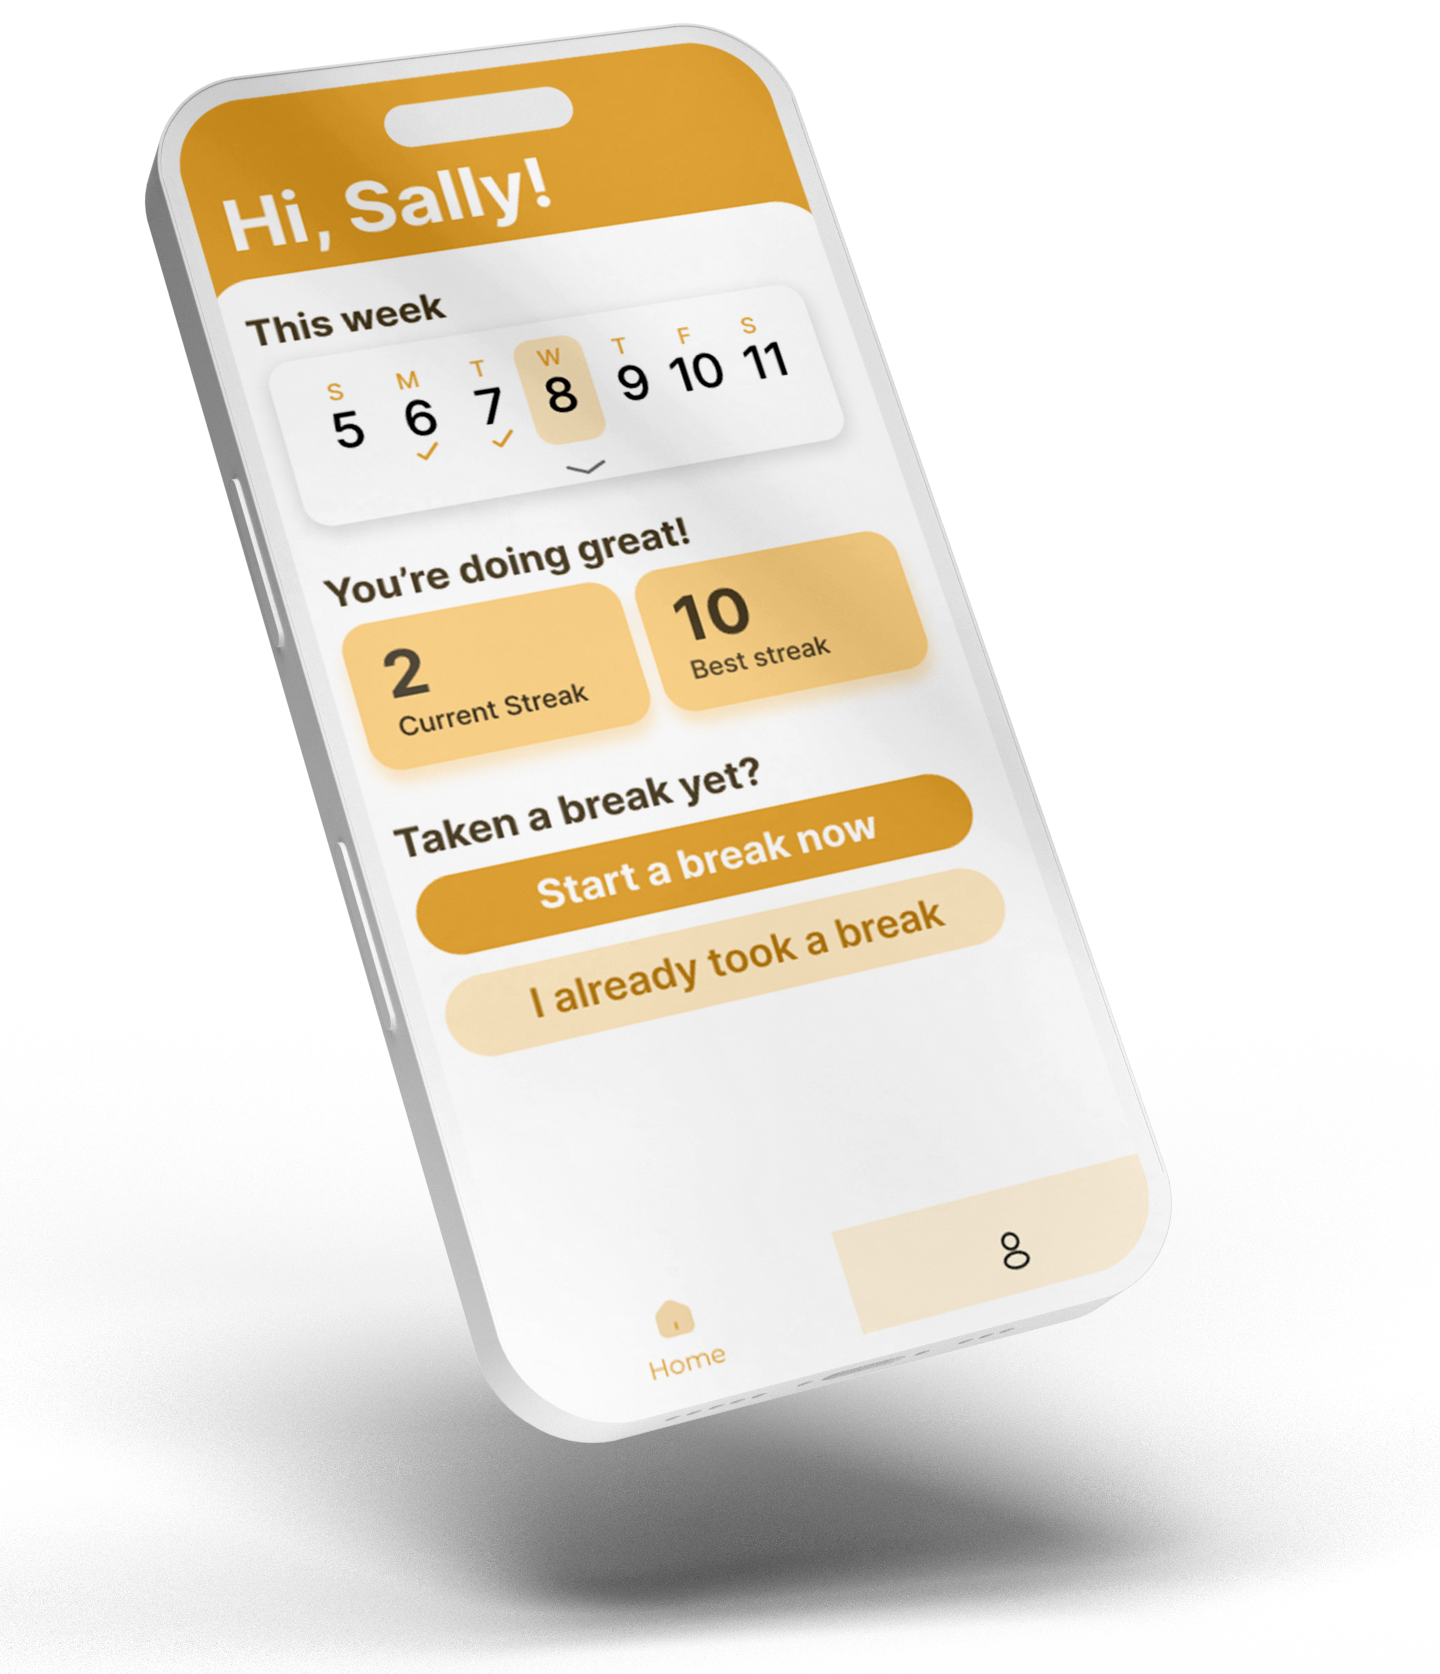 Hi, Sally!
This week
S M T W T F S
5 6 7 8 9 10 11
You're doing great!
2
Current Streak
10
Best streak
Taken a break yet?
Start a break now
I already took a break
Home